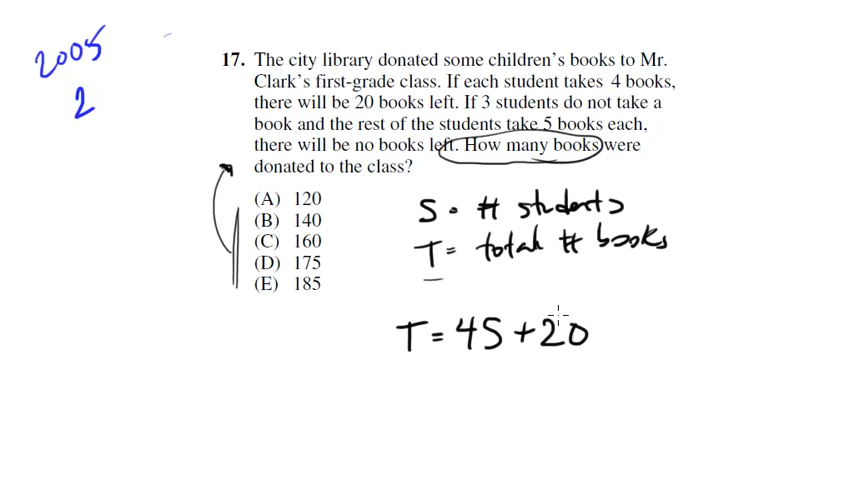 2005
2
17. The city library donated some children's books to Mr.
Clark's first-grade class. If each student takes 4 books,
there will be 20 books left. If 3 students do not take a
book and the rest of the students take 5 books each,
there will be no books left. How many books were
donated to the class?
(A) 120
(B) 140
(C) 160
(D) 175
(E) 185
S = # students
T = total # books
T = 4S + 20